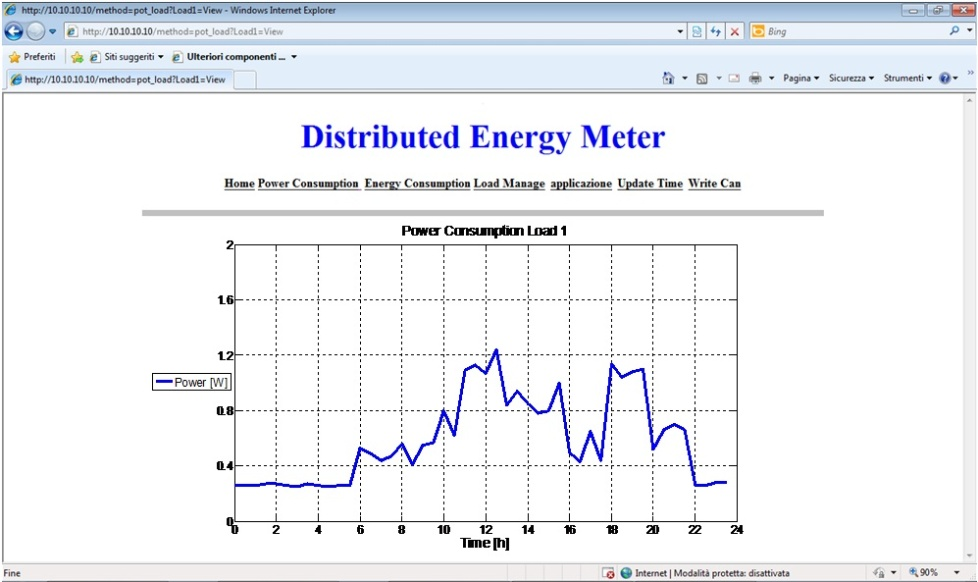 http://10.10.10.10/method=pot_load?Load1=View - Windows Internet Explorer
http://10.10.10.10/method=pot_load?Load1=View
Bing
Preferiti Siti suggeriti Ulteriori componenti ...
http://10.10.10.10/method=pot_load?Load1=View
Pagina Sicurezza Strumenti
Distributed Energy Meter
Home Power Consumption Energy Consumption Load Manage applicazione Update Time Write Can
Power Consumption Load 1
2
1.6
1.2
0.8
0.4
0
Power [W]
0 2 4 6 8 10 12 14 16 18 20 22 24
Time [h]
Fine
Internet | Modalità protetta: disattivata
90%